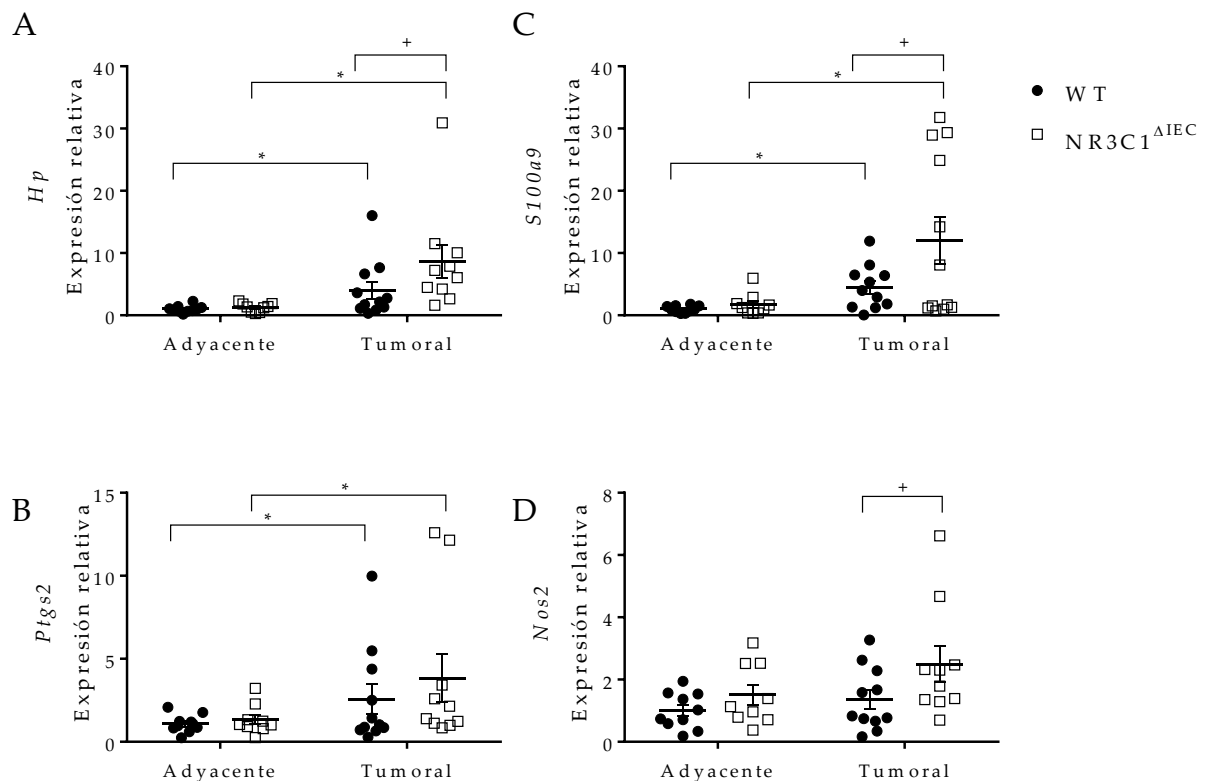 A
Hp
Expresión relativa
40
30
20
10
0
*
*
+
Adyacente
Tumoral
C
S100a9
Expresión relativa
40
30
20
10
0
*
*
+
Adyacente
Tumoral
WT
NR3C1ΔIEC
B
Ptgs2
Expresión relativa
15
10
5
0
*
*
Adyacente
Tumoral
D
Nos2
Expresión relativa
8
6
4
2
0
+
Adyacente
Tumoral